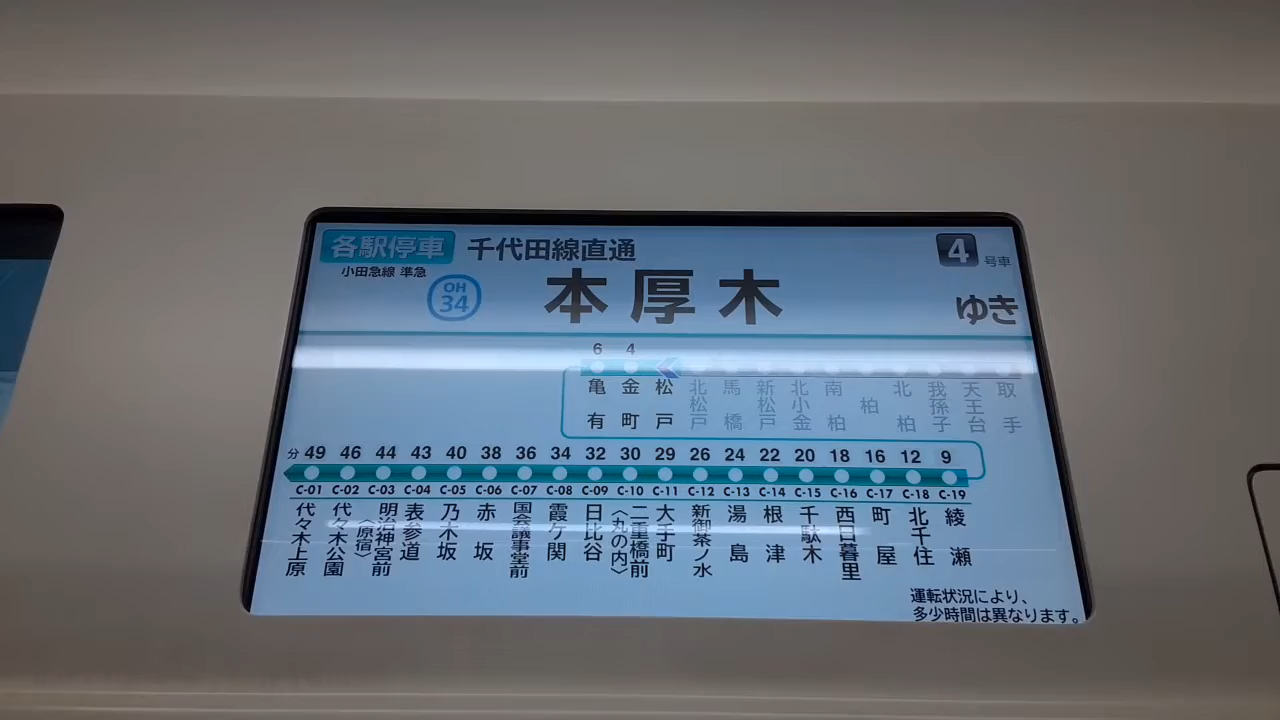 各駅停車 千代田線直通 4 号車
小田急線 準急
OH
34
本厚木 ゆき
6 4
亀有 金町 松戸 北松戸 馬橋 新松戸 北小金 南柏 柏 北柏 我孫子 天王台 取手
分 49 46 44 43 40 38 36 34 32 30 29 26 24 22 20 18 16 12 9
C-01 C-02 C-03 C-04 C-05 C-06 C-07 C-08 C-09 C-10 C-11 C-12 C-13 C-14 C-15 C-16 C-17 C-18 C-19
代々木上原 代々木公園 明治神宮前〈原宿〉 表参道 乃木坂 赤坂 国会議事堂前 霞ケ関 日比谷 二重橋前〈丸の内〉 大手町 新御茶ノ水 湯島 根津 千駄木 西日暮里 町屋 北千住 綾瀬
運転状況により、
多少時間は異なります。